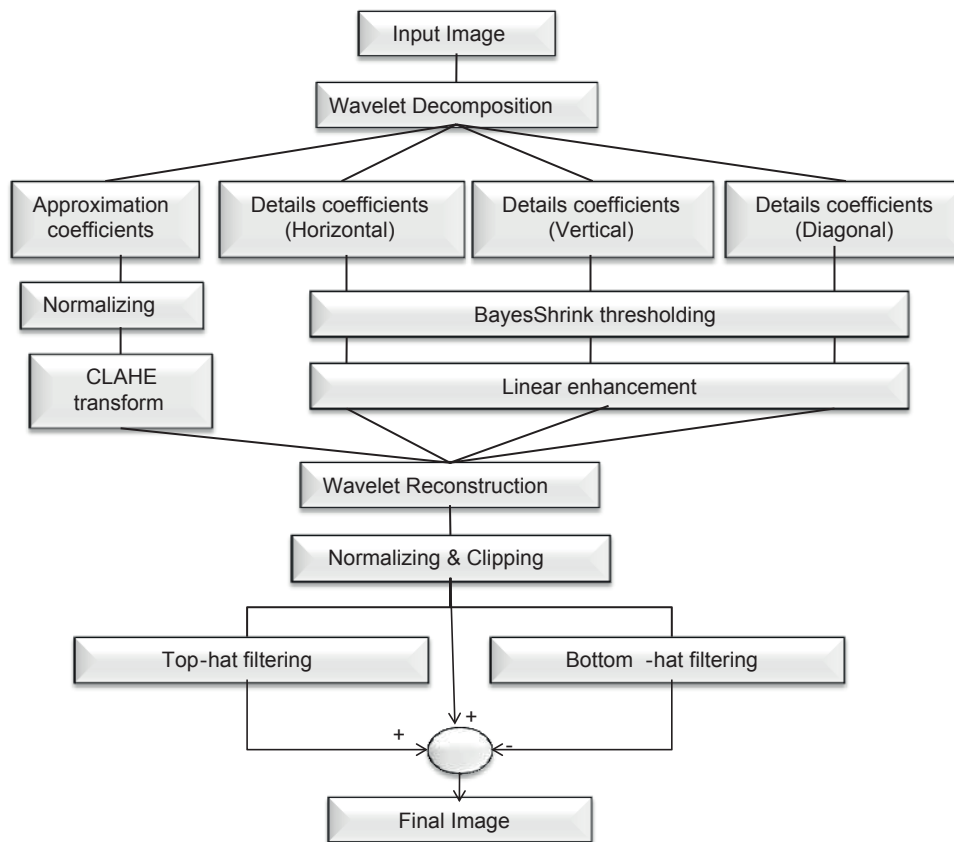 Input Image
Wavelet Decomposition
Approximation
coefficients
Details coefficients
(Horizontal)
Details coefficients
(Vertical)
Details coefficients
(Diagonal)
Normalizing
BayesShrink thresholding
CLAHE
transform
Linear enhancement
Wavelet Reconstruction
Normalizing & Clipping
Top-hat filtering
Bottom -hat filtering
+
+
-
Final Image